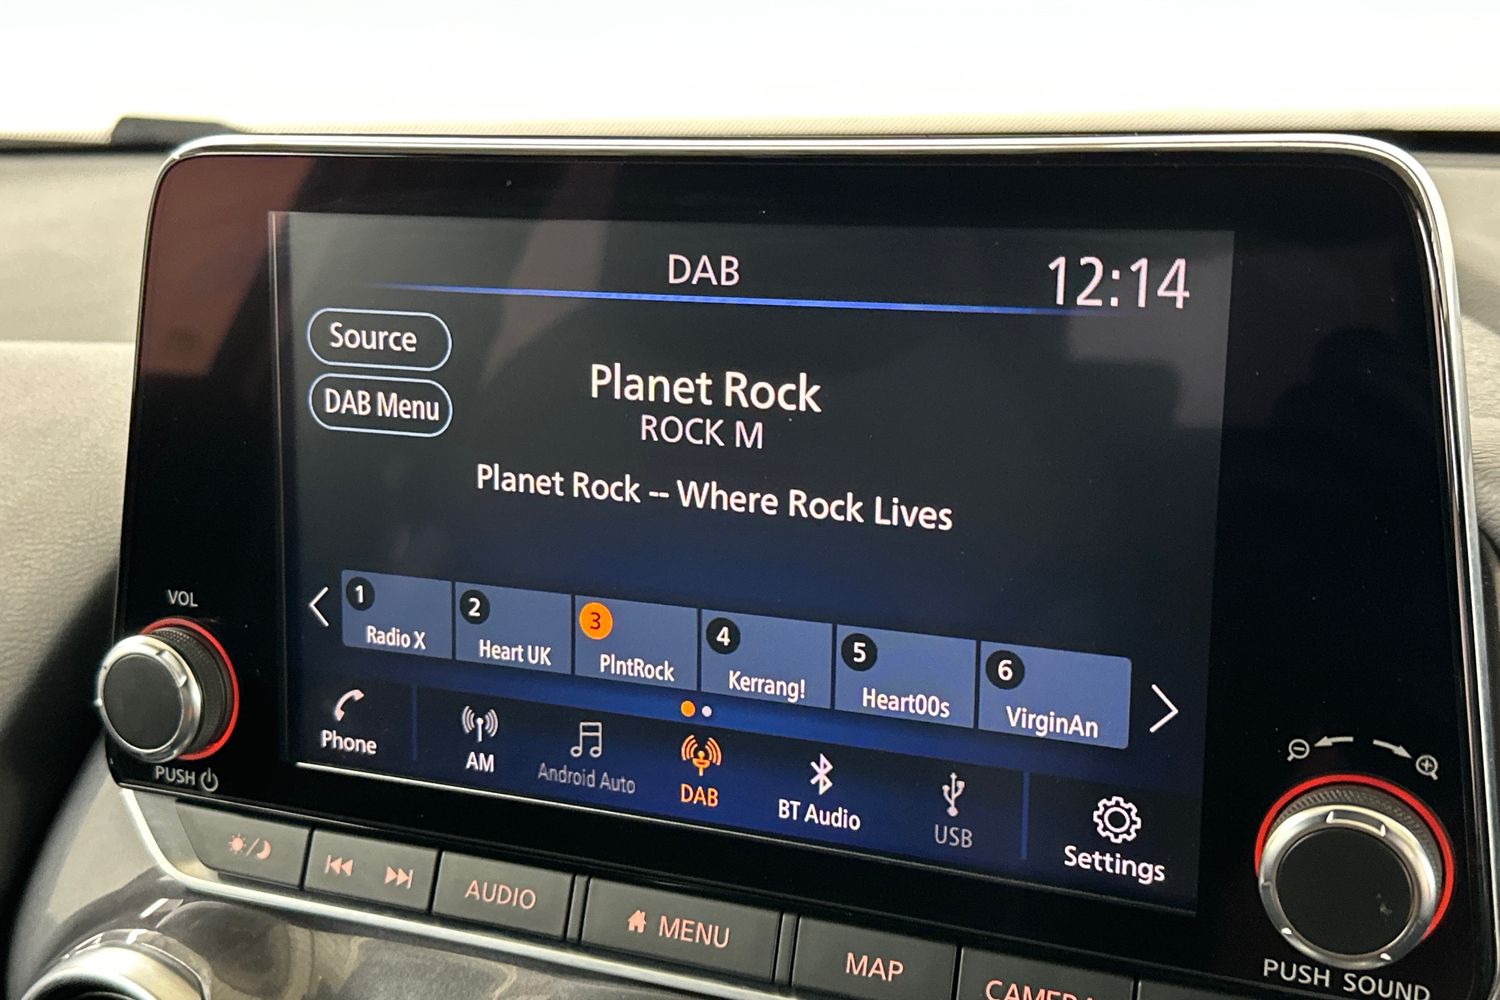 DAB
12:14
Source
DAB Menu
Planet Rock
ROCK M
Planet Rock -- Where Rock Lives
1
Radio X
2
Heart UK
3
PlntRock
4
Kerrang!
5
Heart00s
6
VirginAn
Phone
AM
Android Auto
DAB
BT Audio
USB
Settings
VOL
PUSH
AUDIO
MENU
MAP
CAMERA
PUSH SOUND